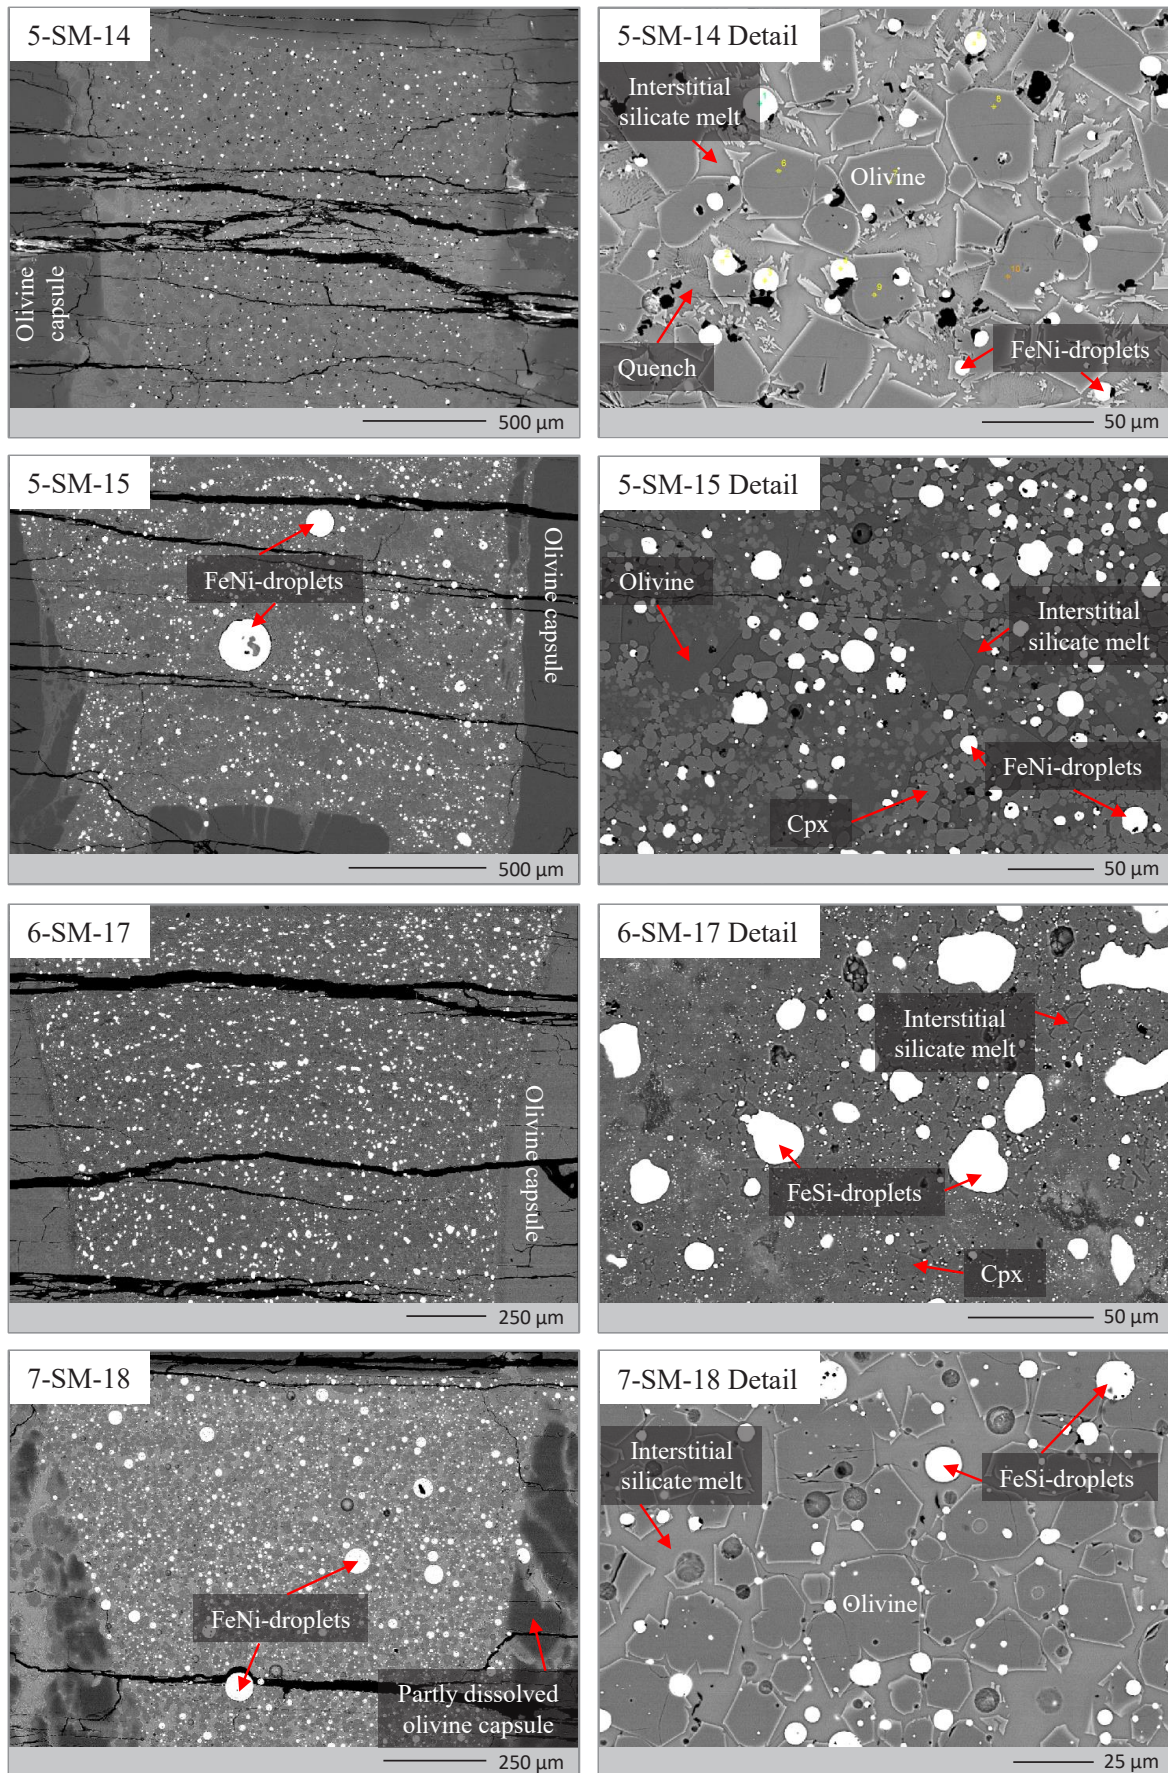 5-SM-14
Olivine
capsule
500 µm
5-SM-14 Detail
Interstitial
silicate melt
Olivine
Quench
FeNi-droplets
50 µm
5-SM-15
FeNi-droplets
Olivine capsule
500 µm
5-SM-15 Detail
Olivine
Interstitial
silicate melt
FeNi-droplets
Cpx
50 µm
6-SM-17
Olivine capsule
250 µm
6-SM-17 Detail
Interstitial
silicate melt
FeSi-droplets
Cpx
50 µm
7-SM-18
FeNi-droplets
Partly dissolved
olivine capsule
250 µm
7-SM-18 Detail
Interstitial
silicate melt
FeSi-droplets
Olivine
25 µm